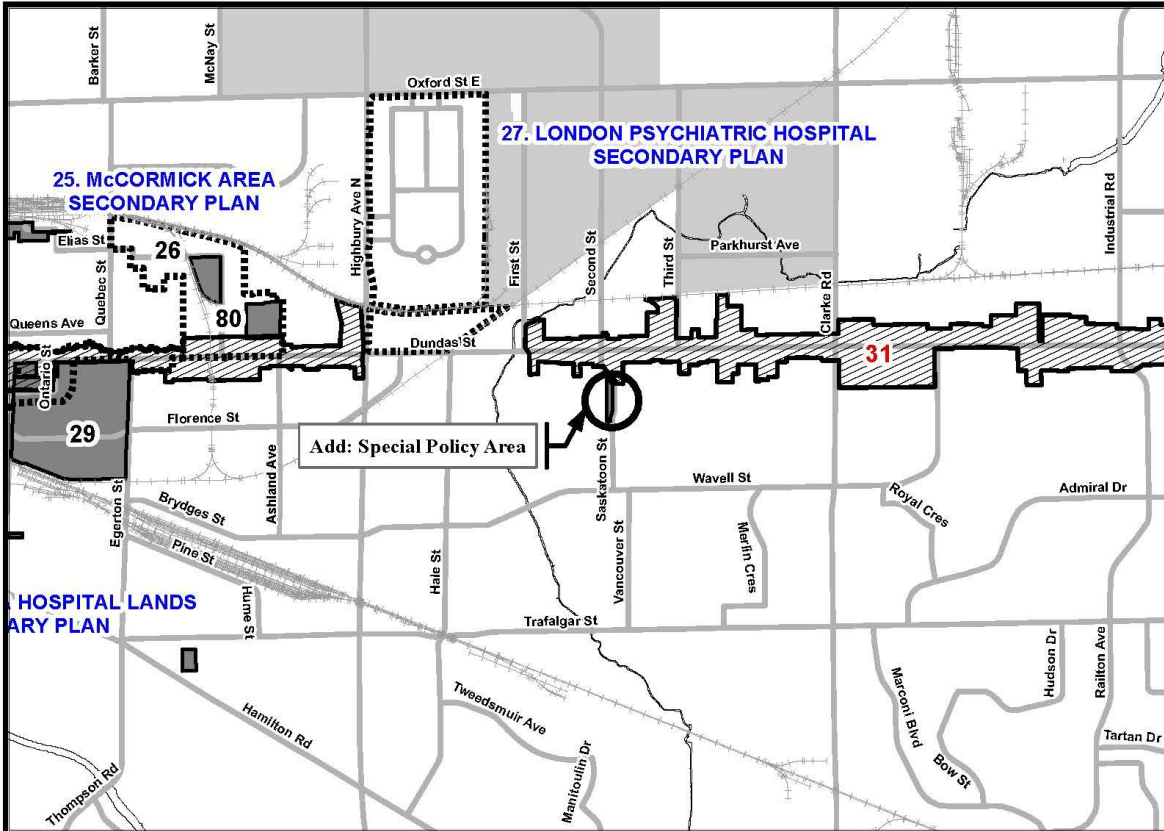 Barker St
McNay St
Oxford St E
27. LONDON PSYCHIATRIC HOSPITAL
SECONDARY PLAN
25. McCORMICK AREA
SECONDARY PLAN
Highbury Ave N
Industrial Rd
Elias St
26
Quebec St
First St
Second St
Third St
Parkhurst Ave
Clarke Rd
80
Queens Ave
Dundas St
31
Ontario St
29
Florence St
Add: Special Policy Area
Ashland Ave
Saskatoon St
Wavell St
Admiral Dr
Royal Cres
Egerton St
Brydges St
Pine St
Hale St
Vancouver St
Merlin Cres
HOSPITAL LANDS
ARY PLAN
Hume St
Trafalgar St
Hudson Dr
Railton Ave
Marconi Blvd
Tweedsmuir Ave
Hamilton Rd
Manitoulin Dr
Bow St
Tartan Dr
Thompson Rd